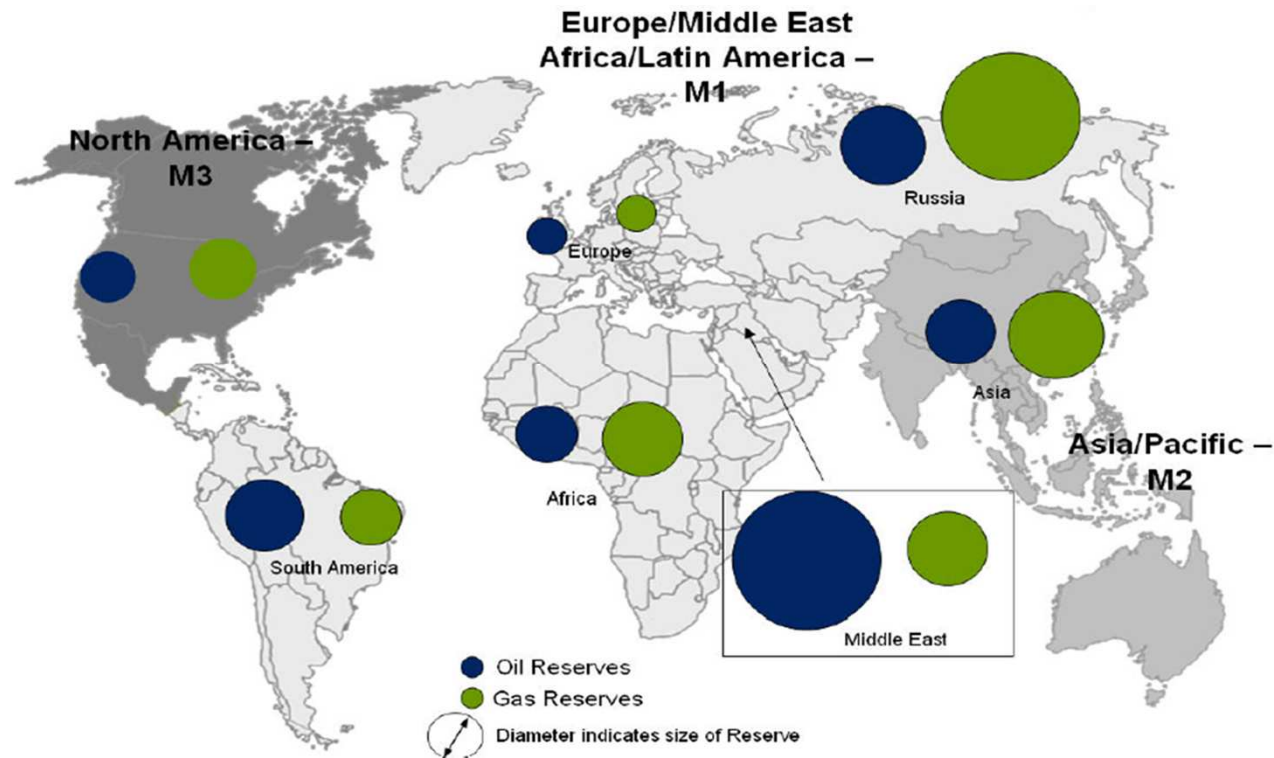 Europe/Middle East
Africa/Latin America –
M1
North America –
M3
Russia
Europe
Asia
Asia/Pacific –
M2
Africa
South America
Middle East
Oil Reserves
Gas Reserves
Diameter indicates size of Reserve